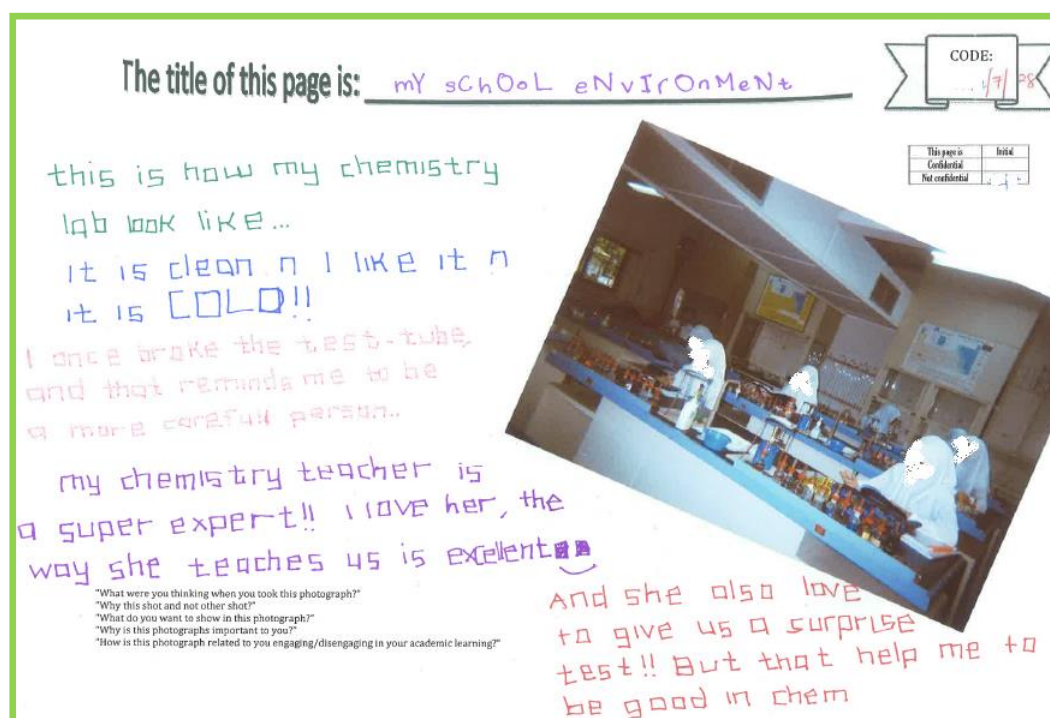 The title of this page is: mY sChOoL eNvIrOnMeNt
CODE:
1/7/08
This page is Initial
Confidential
Not confidential
this is how my chemistry
lab look like...
it is clean n I like it n
it is COLD!!
I once broke the test-tube,
and that reminds me to be
a more carefull person..
my chemistry teacher is
a super expert!! I love her, the
way she teaches us is excellent
"What were you thinking when you took this photograph?"
"Why this shot and not other shot?"
"What do you want to show in this photograph?"
"Why is this photographs important to you?"
"How is this photograph related to you engaging/disengaging in your academic learning?"
And she also love
to give us a surprise
test!! But that help me to
be good in chem